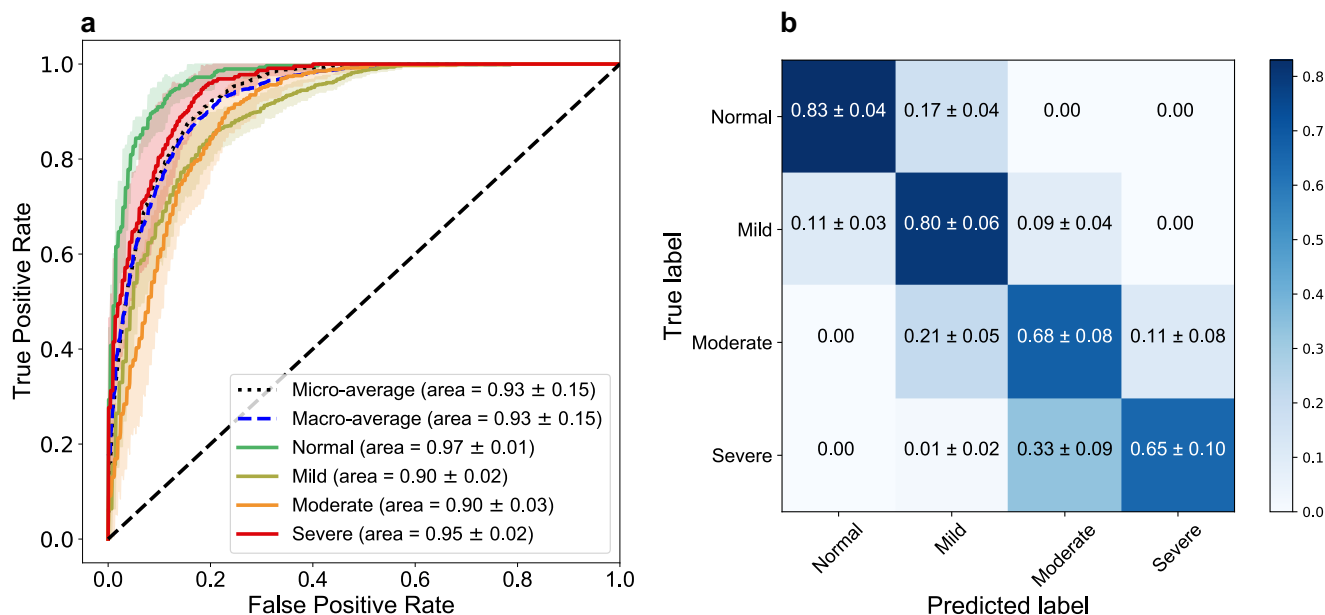 a
True Positive Rate
1.0
0.8
0.6
0.4
0.2
0.0
Micro-average (area = 0.93 ± 0.15)
Macro-average (area = 0.93 ± 0.15)
Normal (area = 0.97 ± 0.01)
Mild (area = 0.90 ± 0.02)
Moderate (area = 0.90 ± 0.03)
Severe (area = 0.95 ± 0.02)
0.0 0.2 0.4 0.6 0.8 1.0
False Positive Rate
b
True label
Normal 0.83 ± 0.04 0.17 ± 0.04 0.00 0.00
Mild 0.11 ± 0.03 0.80 ± 0.06 0.09 ± 0.04 0.00
Moderate 0.00 0.21 ± 0.05 0.68 ± 0.08 0.11 ± 0.08
Severe 0.00 0.01 ± 0.02 0.33 ± 0.09 0.65 ± 0.10
Normal Mild Moderate Severe
Predicted label
0.8
0.7
0.6
0.5
0.4
0.3
0.2
0.1
0.0